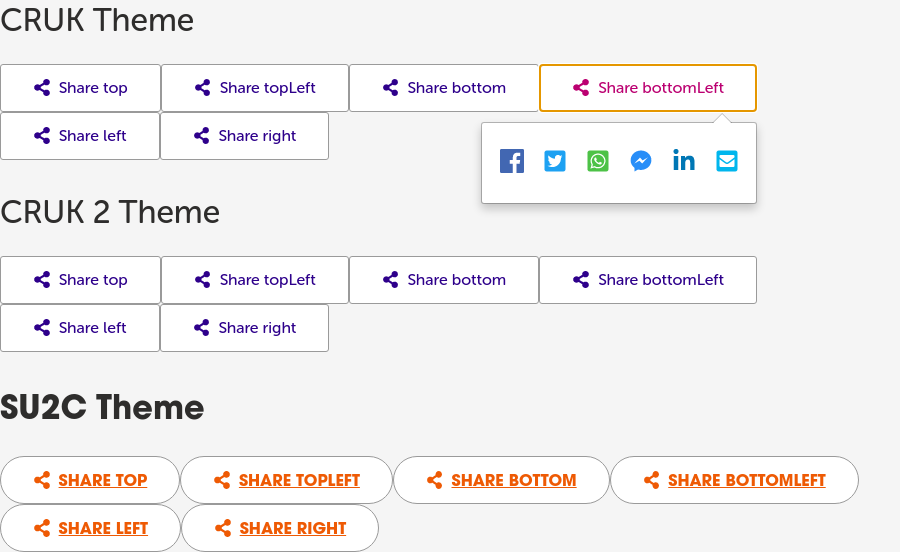 CRUK Theme
Share top Share topLeft Share bottom Share bottomLeft
Share left Share right
CRUK 2 Theme
Share top Share topLeft Share bottom Share bottomLeft
Share left Share right
SU2C Theme
SHARE TOP SHARE TOPLEFT SHARE BOTTOM SHARE BOTTOMLEFT
SHARE LEFT SHARE RIGHT